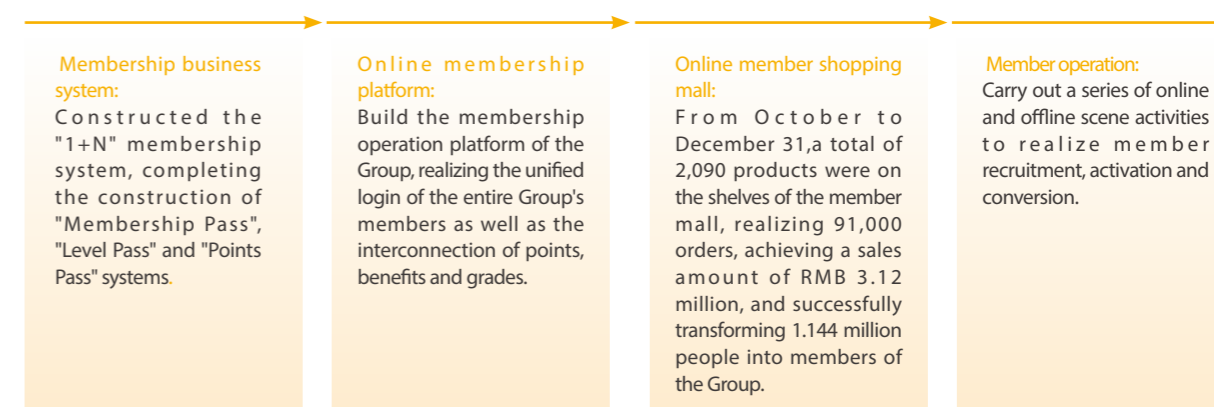 Membership business
system:
Constructed the
"1+N" membership
system, completing
the construction of
"Membership Pass",
"Level Pass" and "Points
Pass" systems.
Online membership
platform:
Build the membership
operation platform of the
Group, realizing the unified
login of the entire Group's
members as well as the
interconnection of points,
benefits and grades.
Online member shopping
mall:
From October to
December 31,a total of
2,090 products were on
the shelves of the member
mall, realizing 91,000
orders, achieving a sales
amount of RMB 3.12
million, and successfully
transforming 1.144 million
people into members of
the Group.
Member operation:
Carry out a series of online
and offline scene activities
to realize member
recruitment, activation and
conversion.